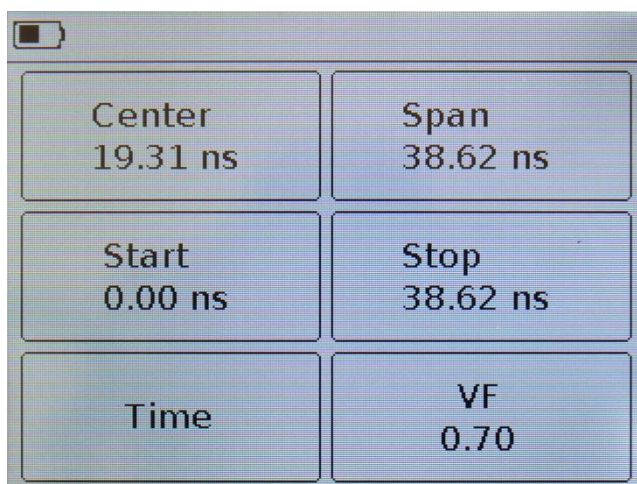 Center
19.31 ns
Span
38.62 ns
Start
0.00 ns
Stop
38.62 ns
Time
VF
0.70